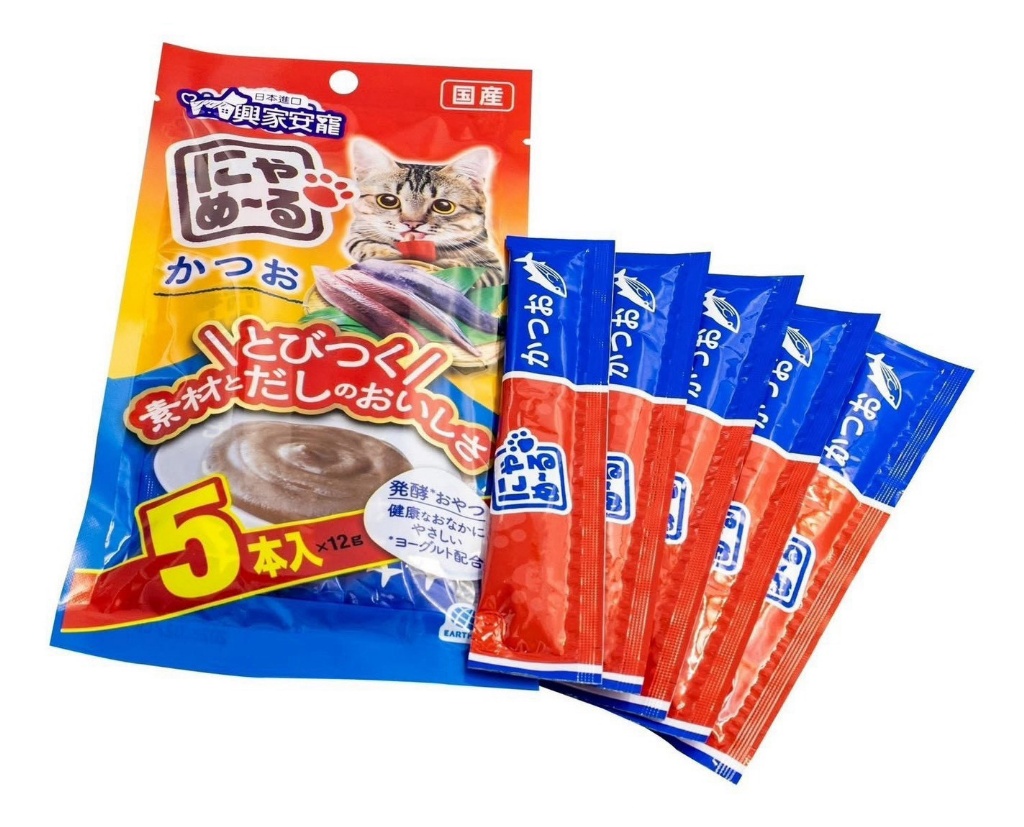 日本進口
興家安寵
国産
にゃ
め〜る
かつお
とびつく
素材とだしのおいしさ
発酵*おやつ
健康なおなかに
やさしい
*ヨーグルト配合
5本入×12g
EARTH
かつお
にゃ
め〜る
かつお
かつお
かつお